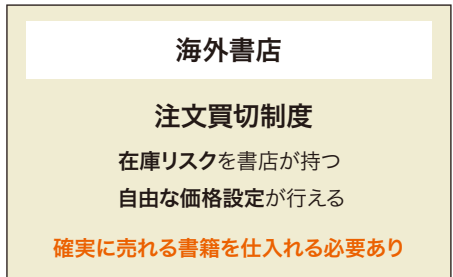 海外書店
注文買切制度
在庫リスクを書店が持つ
自由な価格設定が行える
確実に売れる書籍を仕入れる必要あり